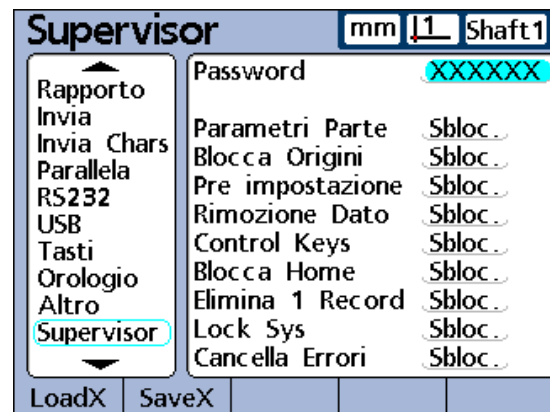 Supervisor mm 1 Shaft1
Rapporto
Invia
Invia Chars
Parallela
RS232
USB
Tasti
Orologio
Altro
Supervisor
Password XXXXXX
Parametri Parte Sbloc.
Blocca Origini Sbloc.
Pre impostazione Sbloc.
Rimozione Dato Sbloc.
Control Keys Sbloc.
Blocca Home Sbloc.
Elimina 1 Record Sbloc.
Lock Sys Sbloc.
Cancella Errori Sbloc.
LoadX SaveX